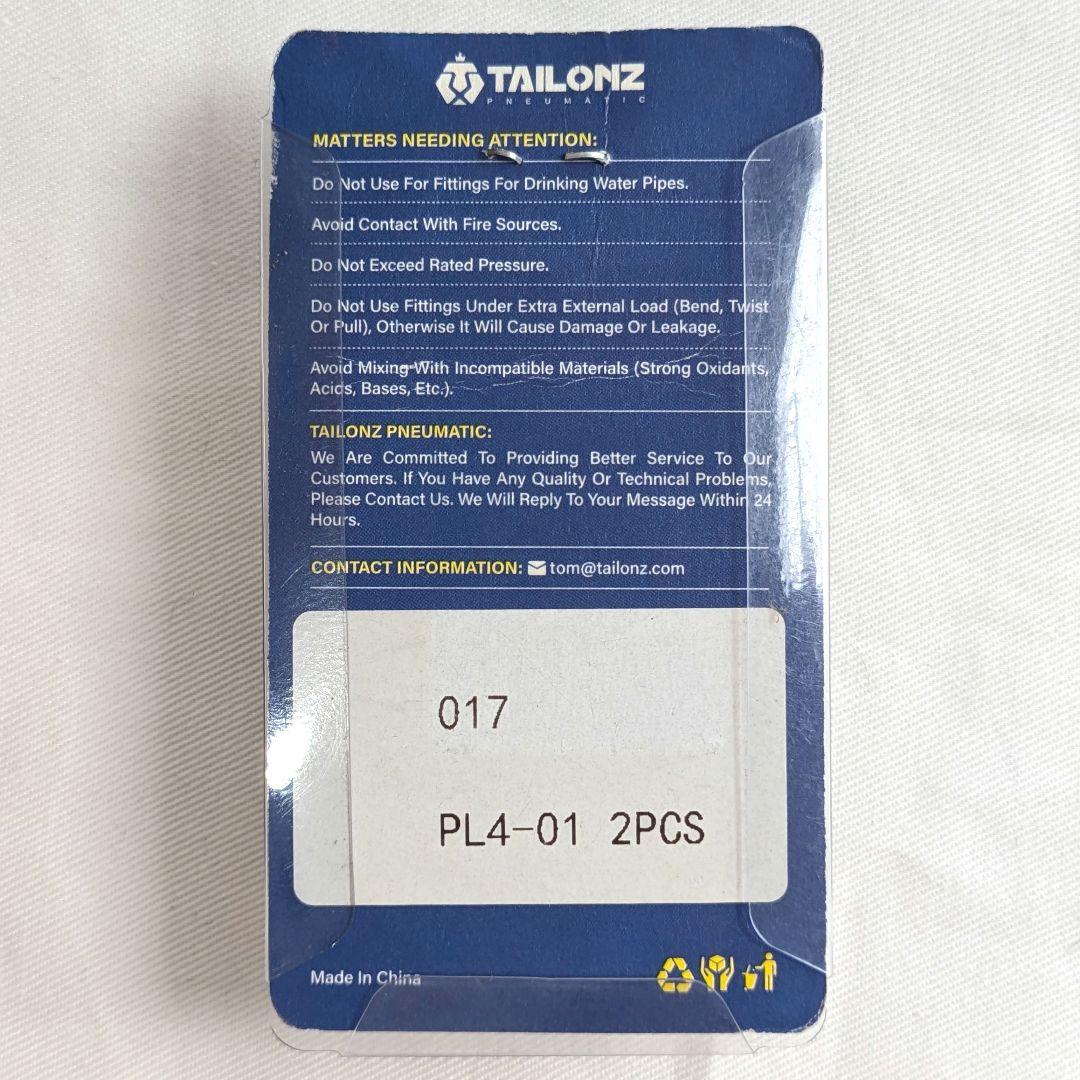 TAILONZ
PNEUMATIC
MATTERS NEEDING ATTENTION:
Do Not Use For Fittings For Drinking Water Pipes.
Avoid Contact With Fire Sources.
Do Not Exceed Rated Pressure.
Do Not Use Fittings Under Extra External Load (Bend, Twist
Or Pull), Otherwise It Will Cause Damage Or Leakage.
Avoid Mixing With Incompatible Materials (Strong Oxidants,
Acids, Bases, Etc.).
TAILONZ PNEUMATIC:
We Are Committed To Providing Better Service To Our
Customers. If You Have Any Quality Or Technical Problems,
Please Contact Us. We Will Reply To Your Message Within 24
Hours.
CONTACT INFORMATION: tom@tailonz.com
017
PL4-01 2PCS
Made In China